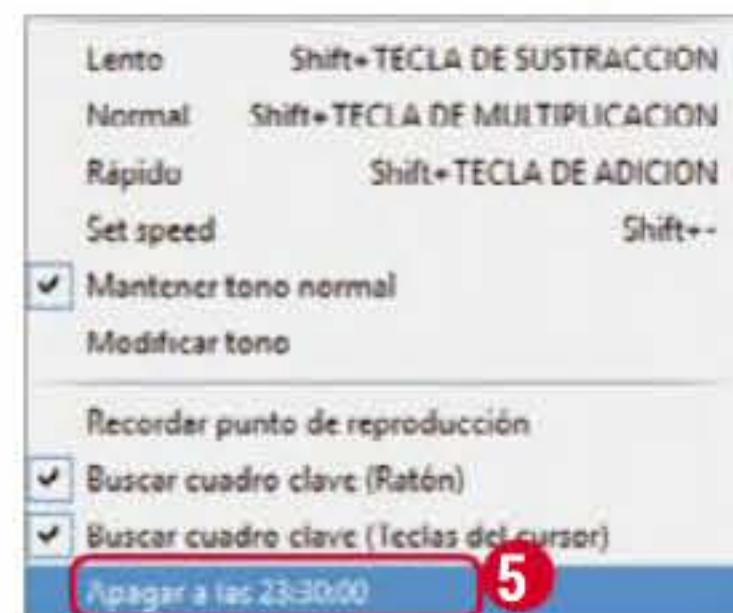 Lento Shift+TECLA DE SUSTRACCION
Normal Shift+TECLA DE MULTIPLICACION
Rápido Shift+TECLA DE ADICION
Set speed Shift+-
Mantener tono normal
Modificar tono
Recordar punto de reproducción
Buscar cuadro clave (Ratón)
Buscar cuadro clave (Teclas del cursor)
Apagar a las 23:30:00 5